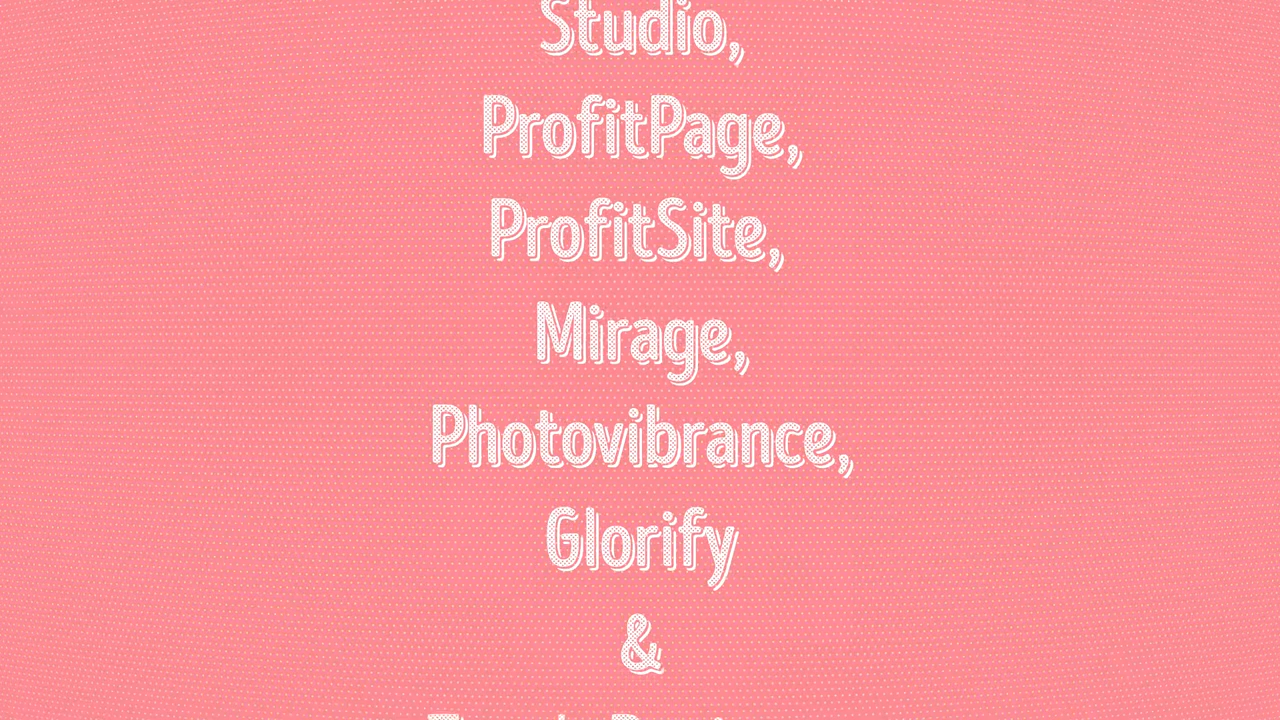 Studio,
ProfitPage,
ProfitSite,
Mirage,
Photovibrance,
Glorify
&